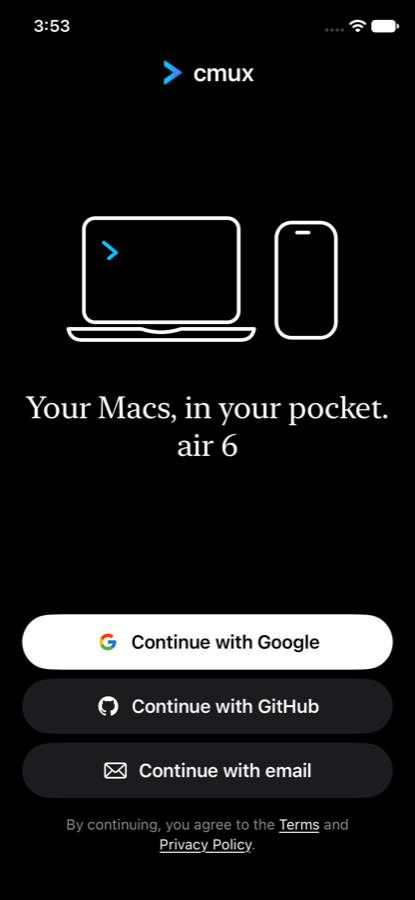 3:53
cmux
Your Macs, in your pocket.
air 6
Continue with Google
Continue with GitHub
Continue with email
By continuing, you agree to the Terms and
Privacy Policy.